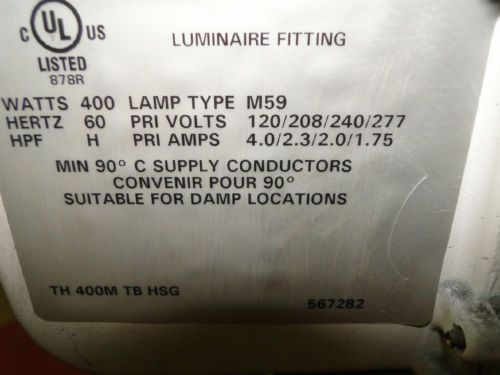 C UL US
LISTED
878R
LUMINAIRE FITTING
WATTS 400 LAMP TYPE M59
HERTZ 60 PRI VOLTS 120/208/240/277
HPF H PRI AMPS 4.0/2.3/2.0/1.75
MIN 90° C SUPPLY CONDUCTORS
CONVENIR POUR 90°
SUITABLE FOR DAMP LOCATIONS
TH 400M TB HSG
567282